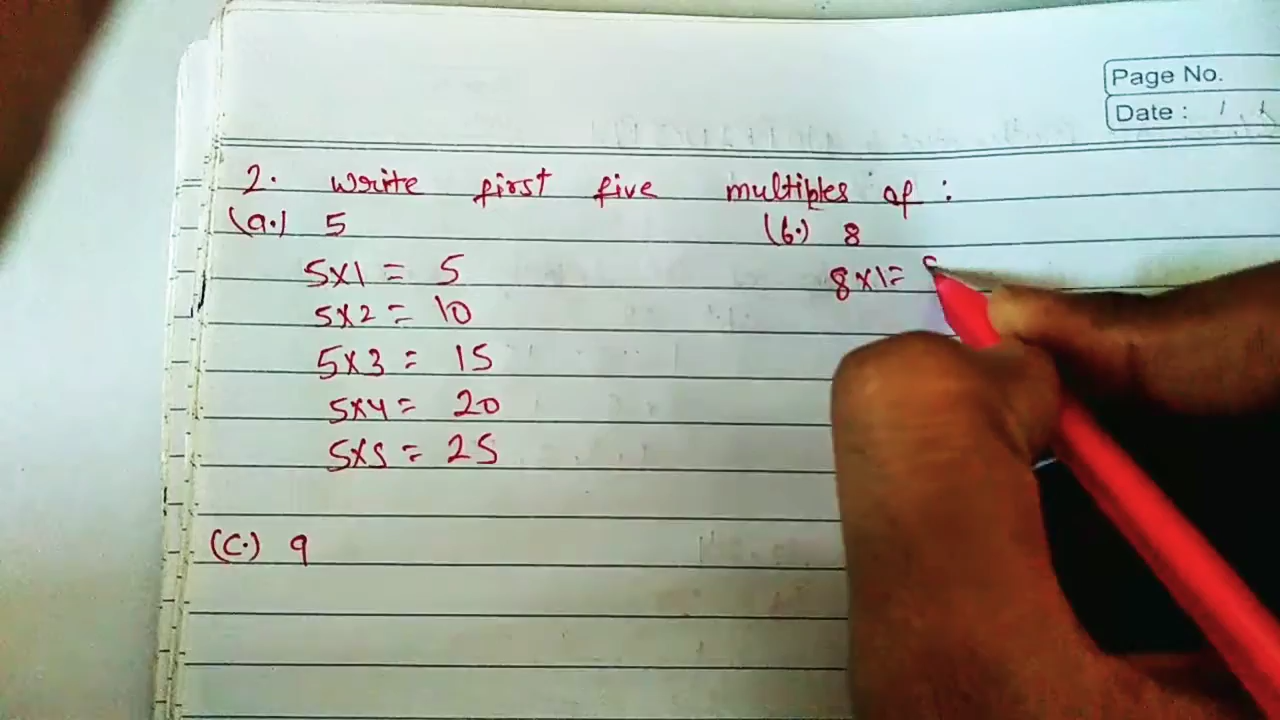 Page No.
Date : / /
2. Write first five multiples of :
(a.) 5
5x1 = 5
5x2 = 10
5x3 = 15
5x4 = 20
5x5 = 25
(b.) 8
8x1=
(c.) 9